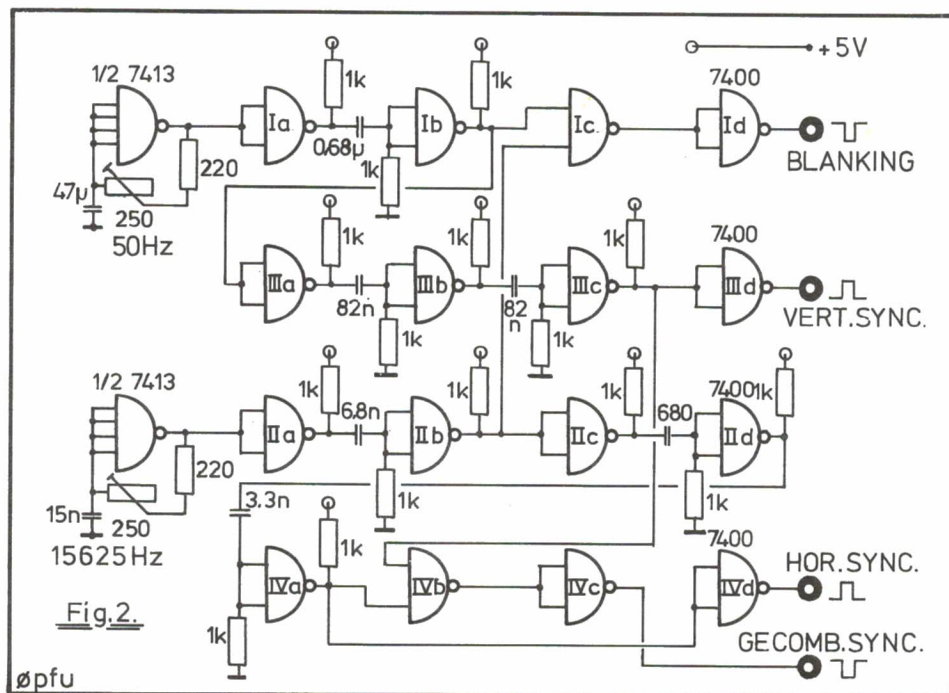 +5V
1/2 7413
1k
1k
7400
Ia
Ib
Ic.
Id
0,68µ
1k
220
BLANKING
47µ
250
50Hz
1k
1k
1k
7400
IIIa
IIIb
IIIc
IIId
82n
82
n
1k
1k
VERT.SYNC.
1/2 7413
1k
1k
1k
7400
1k
6.8n
680
IIa
IIb
IIc
IId
220
1k
1k
15n
250
3.3n
15625Hz
1k
7400
HOR.SYNC.
IVa
IVb
IVc
IVd
Fig.2.
1k
GECOMB.SYNC.
øpfu